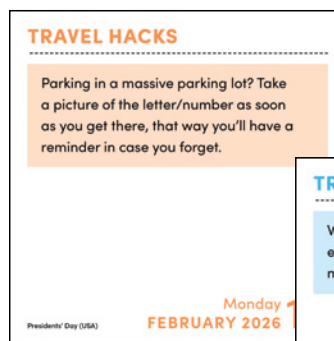 TRAVEL HACKS
Parking in a massive parking lot? Take
a picture of the letter/number as soon
as you get there, that way you’ll have a
reminder in case you forget.
Monday
FEBRUARY 2026
Presidents’ Day (USA)